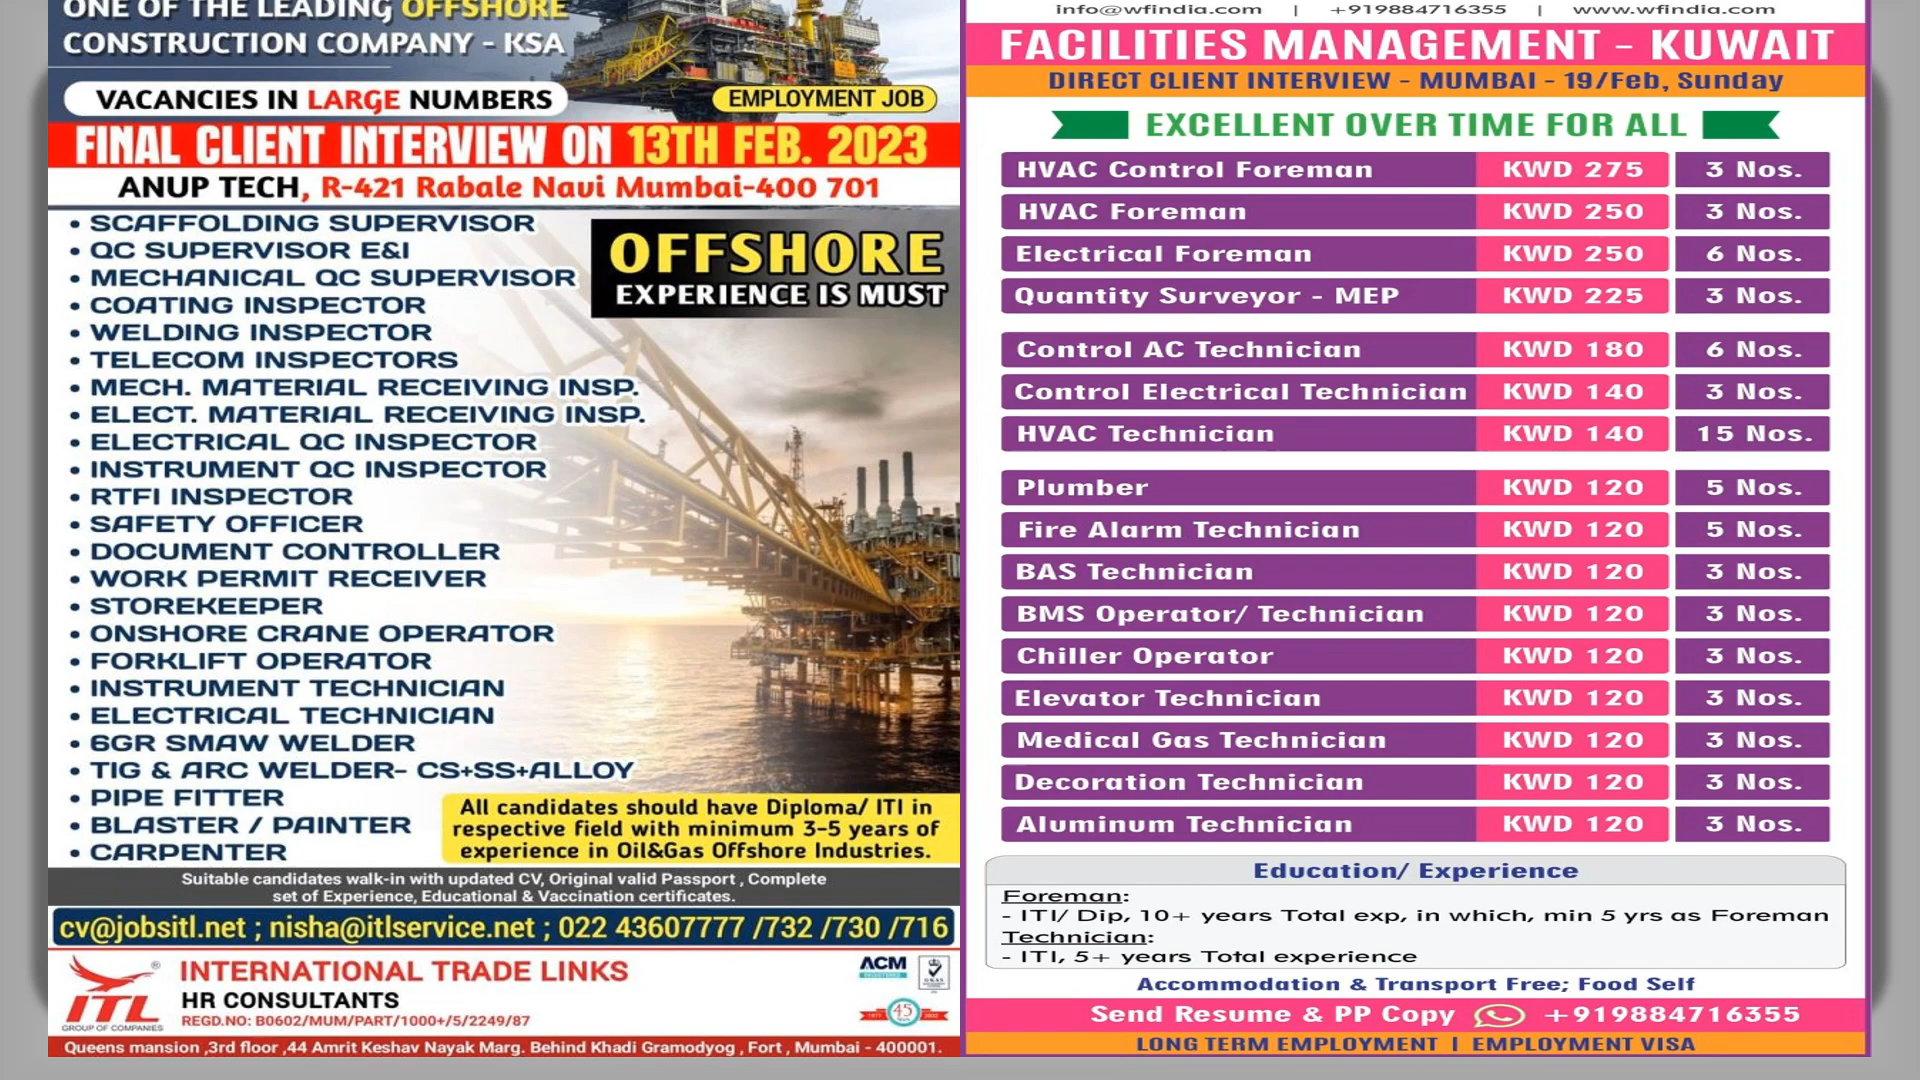 ONE OF THE LEADING OFFSHORE
CONSTRUCTION COMPANY - KSA
VACANCIES IN LARGE NUMBERS
EMPLOYMENT JOB
FINAL CLIENT INTERVIEW ON 13TH FEB. 2023
ANUP TECH, R-421 Rabale Navi Mumbai-400 701
• SCAFFOLDING SUPERVISOR
• QC SUPERVISOR E&I
• MECHANICAL QC SUPERVISOR
• COATING INSPECTOR
• WELDING INSPECTOR
• TELECOM INSPECTORS
• MECH. MATERIAL RECEIVING INSP.
• ELECT. MATERIAL RECEIVING INSP.
• ELECTRICAL QC INSPECTOR
• INSTRUMENT QC INSPECTOR
• RTFI INSPECTOR
• SAFETY OFFICER
• DOCUMENT CONTROLLER
• WORK PERMIT RECEIVER
• STOREKEEPER
• ONSHORE CRANE OPERATOR
• FORKLIFT OPERATOR
• INSTRUMENT TECHNICIAN
• ELECTRICAL TECHNICIAN
• 6GR SMAW WELDER
• TIG & ARC WELDER- CS+SS+ALLOY
• PIPE FITTER
• BLASTER / PAINTER
• CARPENTER
OFFSHORE
EXPERIENCE IS MUST
All candidates should have Diploma/ ITI in
respective field with minimum 3-5 years of
experience in Oil&Gas Offshore Industries.
Suitable candidates walk-in with updated CV, Original valid Passport , Complete
set of Experience, Educational & Vaccination certificates.
cv@jobsitl.net ; nisha@itlservice.net ; 022 43607777 /732 /730 /716
ITL
GROUP OF COMPANIES
INTERNATIONAL TRADE LINKS
HR CONSULTANTS
REGD.NO: B0602/MUM/PART/1000+/5/2249/87
ACM
45
Queens mansion ,3rd floor ,44 Amrit Keshav Nayak Marg. Behind Khadi Gramodyog , Fort , Mumbai - 400001.
info@wfindia.com | +919884716355 | www.wfindia.com
FACILITIES MANAGEMENT - KUWAIT
DIRECT CLIENT INTERVIEW - MUMBAI - 19/Feb, Sunday
EXCELLENT OVER TIME FOR ALL
HVAC Control Foreman KWD 275 3 Nos.
HVAC Foreman KWD 250 3 Nos.
Electrical Foreman KWD 250 6 Nos.
Quantity Surveyor - MEP KWD 225 3 Nos.
Control AC Technician KWD 180 6 Nos.
Control Electrical Technician KWD 140 3 Nos.
HVAC Technician KWD 140 15 Nos.
Plumber KWD 120 5 Nos.
Fire Alarm Technician KWD 120 5 Nos.
BAS Technician KWD 120 3 Nos.
BMS Operator/ Technician KWD 120 3 Nos.
Chiller Operator KWD 120 3 Nos.
Elevator Technician KWD 120 3 Nos.
Medical Gas Technician KWD 120 3 Nos.
Decoration Technician KWD 120 3 Nos.
Aluminum Technician KWD 120 3 Nos.
Education/ Experience
Foreman:
- ITI/ Dip, 10+ years Total exp, in which, min 5 yrs as Foreman
Technician:
- ITI, 5+ years Total experience
Accommodation & Transport Free; Food Self
Send Resume & PP Copy +919884716355
LONG TERM EMPLOYMENT | EMPLOYMENT VISA